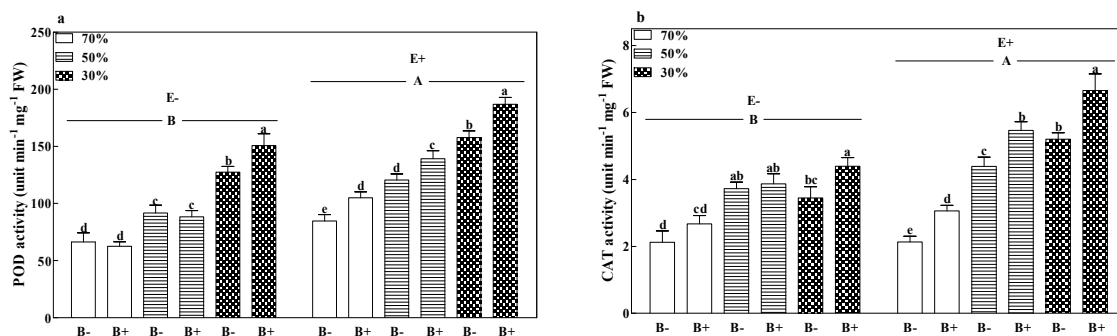 a
POD activity (unit min-1 mg-1 FW)
250
200
150
100
50
0
70%
50%
30%
E-
B
E+
A
d
d
c
c
b
a
e
d
d
c
b
a
B- B+ B- B+ B- B+ B- B+ B- B+ B- B+
b
CAT activity (unit min-1 mg-1 FW)
8
6
4
2
0
70%
50%
30%
E-
B
E+
A
d
cd
ab
ab
bc
a
e
d
c
b
b
a
B- B+ B- B+ B- B+ B- B+ B- B+ B- B+